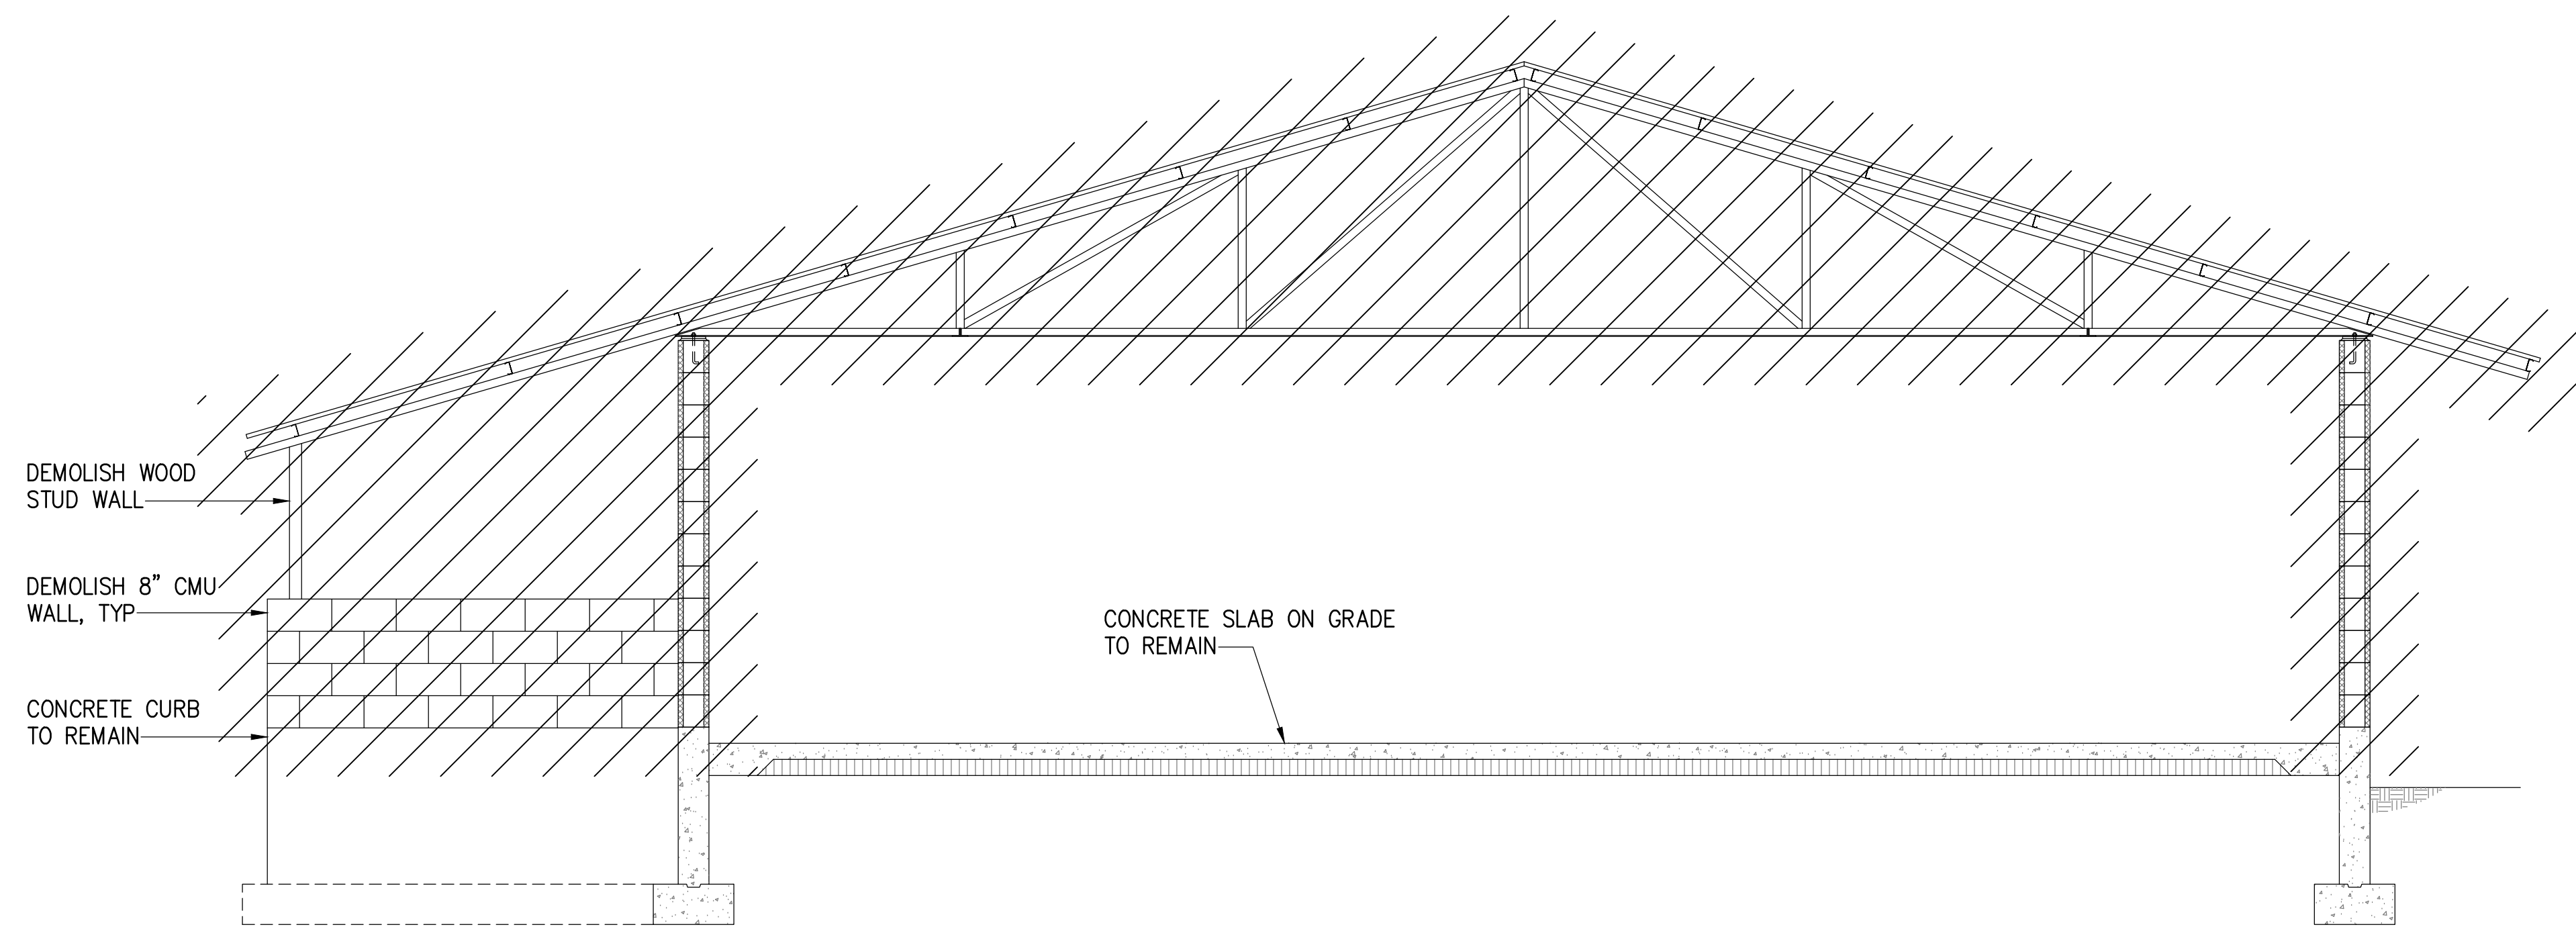 DEMOLISH WOOD
STUD WALL
DEMOLISH 8" CMU
WALL, TYP
CONCRETE CURB
TO REMAIN
CONCRETE SLAB ON GRADE
TO REMAIN